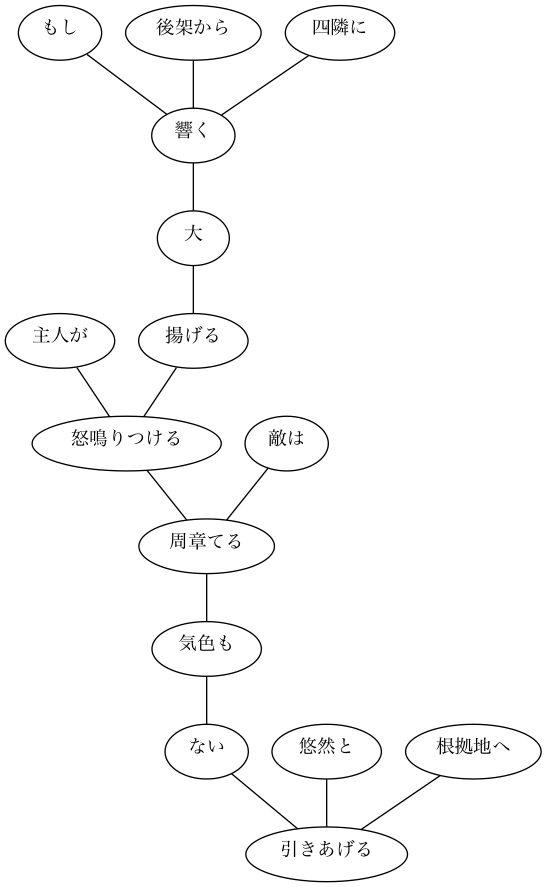 もし 後架から 四隣に
響く
大
主人が 揚げる
怒鳴りつける 敵は
周章てる
気色も
ない 悠然と 根拠地へ
引きあげる